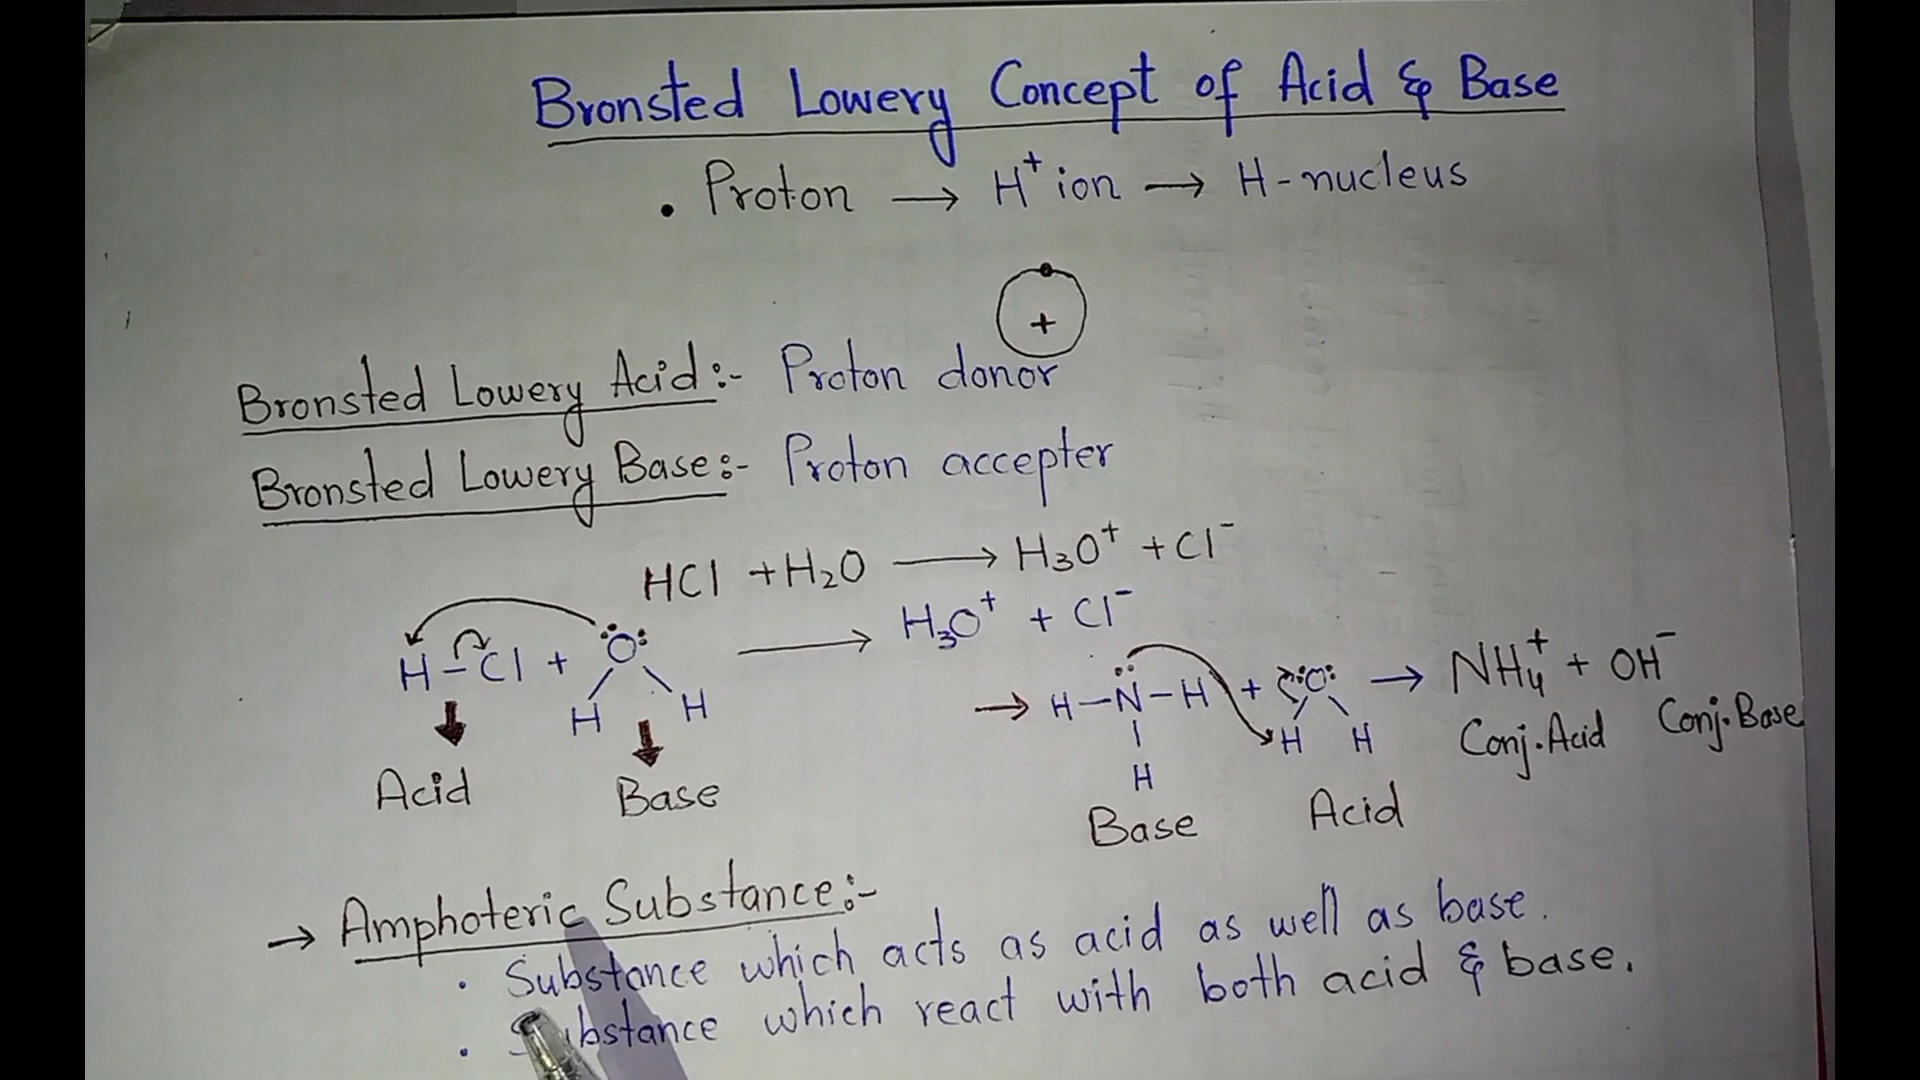 Bronsted Lowery Concept of Acid & Base
• Proton → H⁺ ion → H-nucleus
+
Bronsted Lowery Acid:- Proton donor
Bronsted Lowery Base:- Proton accepter
HCl + H₂O → H₃O⁺ + Cl⁻
H-Cl + O → H₃O⁺ + Cl⁻
H H
Acid Base
→ H-N-H + O → NH₄⁺ + OH⁻
H H H
Conj. Acid Conj. Base
Base Acid
→ Amphoteric Substance:-
• Substance which acts as acid as well as base.
• Substance which react with both acid & base.